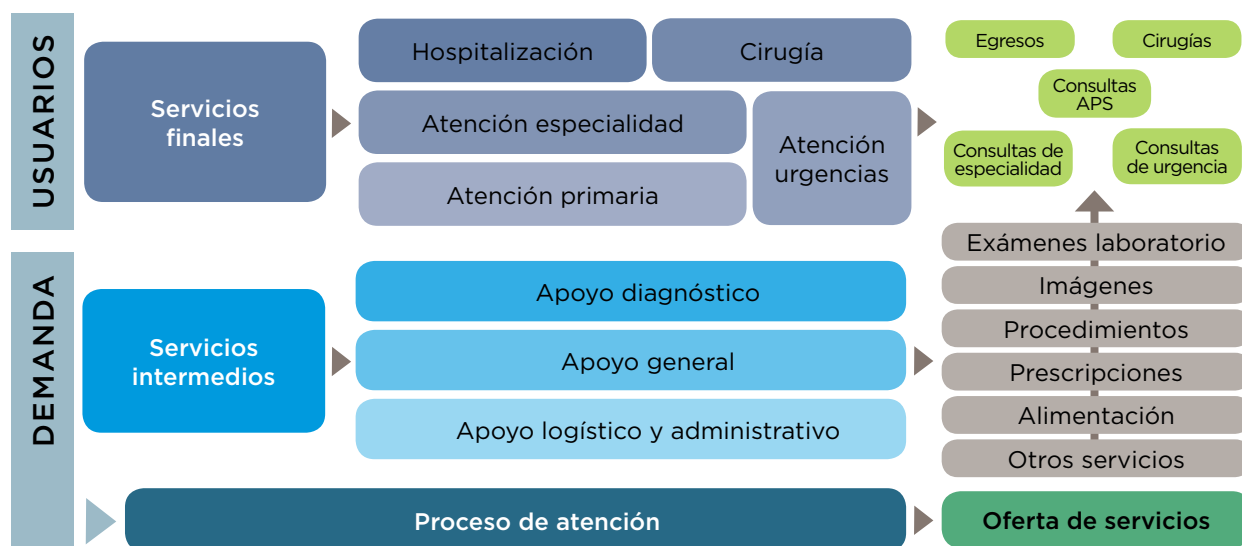 USUARIOS
Servicios
finales
Hospitalización
Cirugía
Atención especialidad
Atención primaria
Atención
urgencias
Egresos
Cirugías
Consultas
APS
Consultas de
especialidad
Consultas
de urgencia
DEMANDA
Servicios
intermedios
Apoyo diagnóstico
Apoyo general
Apoyo logístico y administrativo
Exámenes laboratorio
Imágenes
Procedimientos
Prescripciones
Alimentación
Otros servicios
Proceso de atención
Oferta de servicios